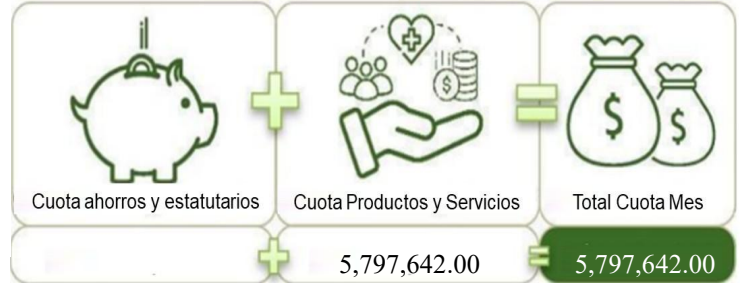 Cuota ahorros y estatutarios
Cuota Productos y Servicios
Total Cuota Mes
5,797,642.00
5,797,642.00